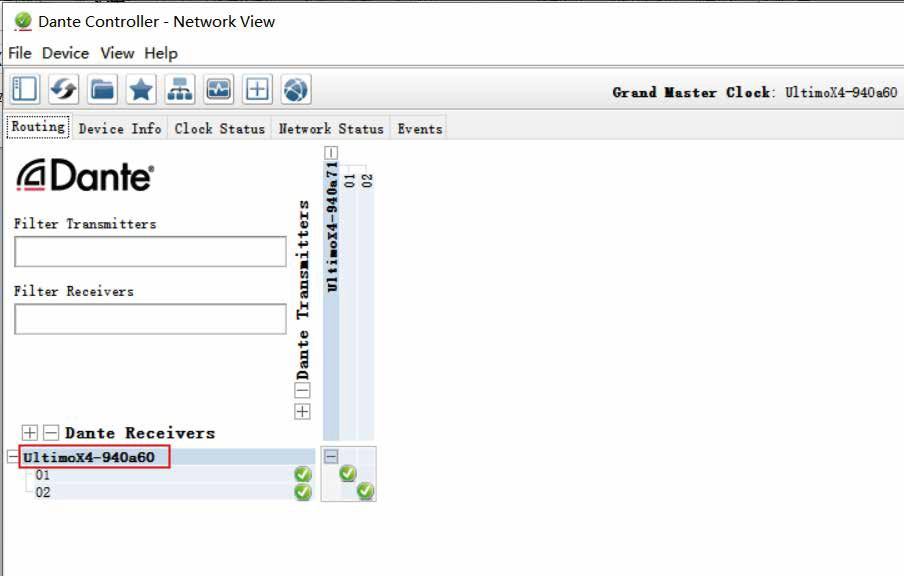 Dante Controller - Network View
File Device View Help
Grand Master Clock: UltimoX4-940a60
Routing Device Info Clock Status Network Status Events
Dante®
Filter Transmitters
Filter Receivers
Dante Transmitters
UltimoX4-940a71
01
02
Dante Receivers
UltimoX4-940a60
01
02